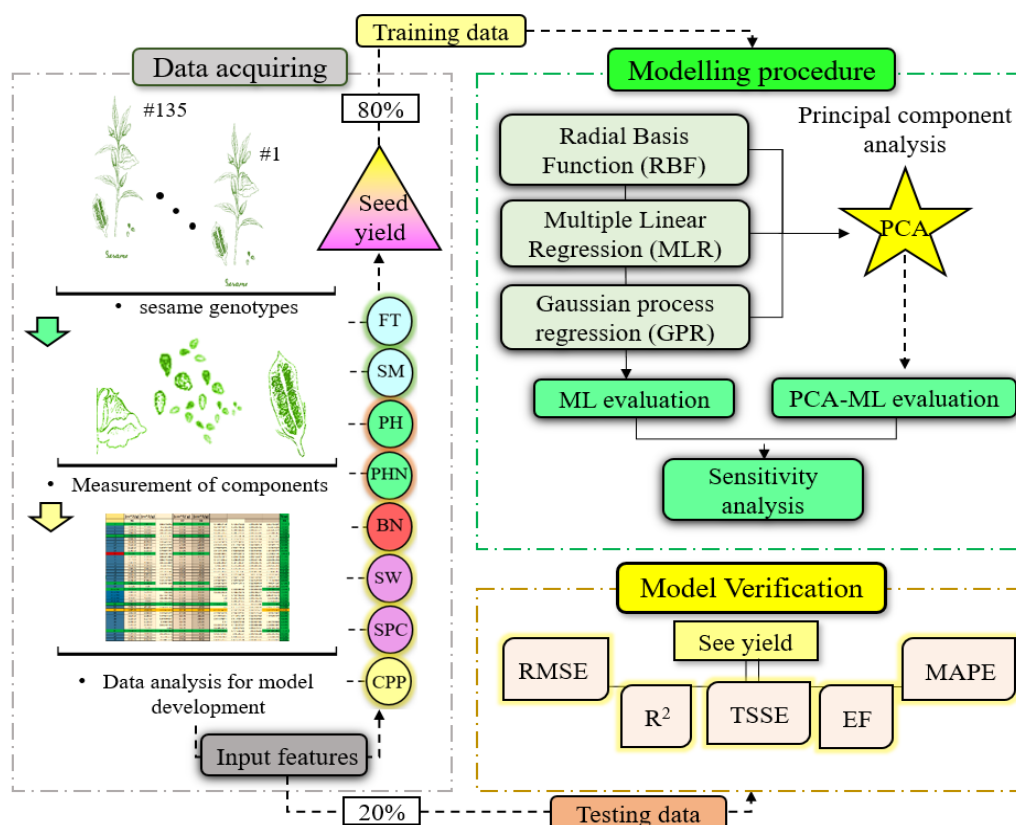 Training data
Data acquiring
80%
#135
#1
Seed
yield
Sesame
Sesame
• sesame genotypes
FT
SM
PH
PHN
BN
SW
SPC
CPP
• Measurement of components
• Data analysis for model
development
Input features
20%
Testing data
Modelling procedure
Radial Basis
Function (RBF)
Multiple Linear
Regression (MLR)
Gaussian process
regression (GPR)
Principal component
analysis
PCA
ML evaluation
PCA-ML evaluation
Sensitivity
analysis
Model Verification
See yield
RMSE
R²
TSSE
EF
MAPE